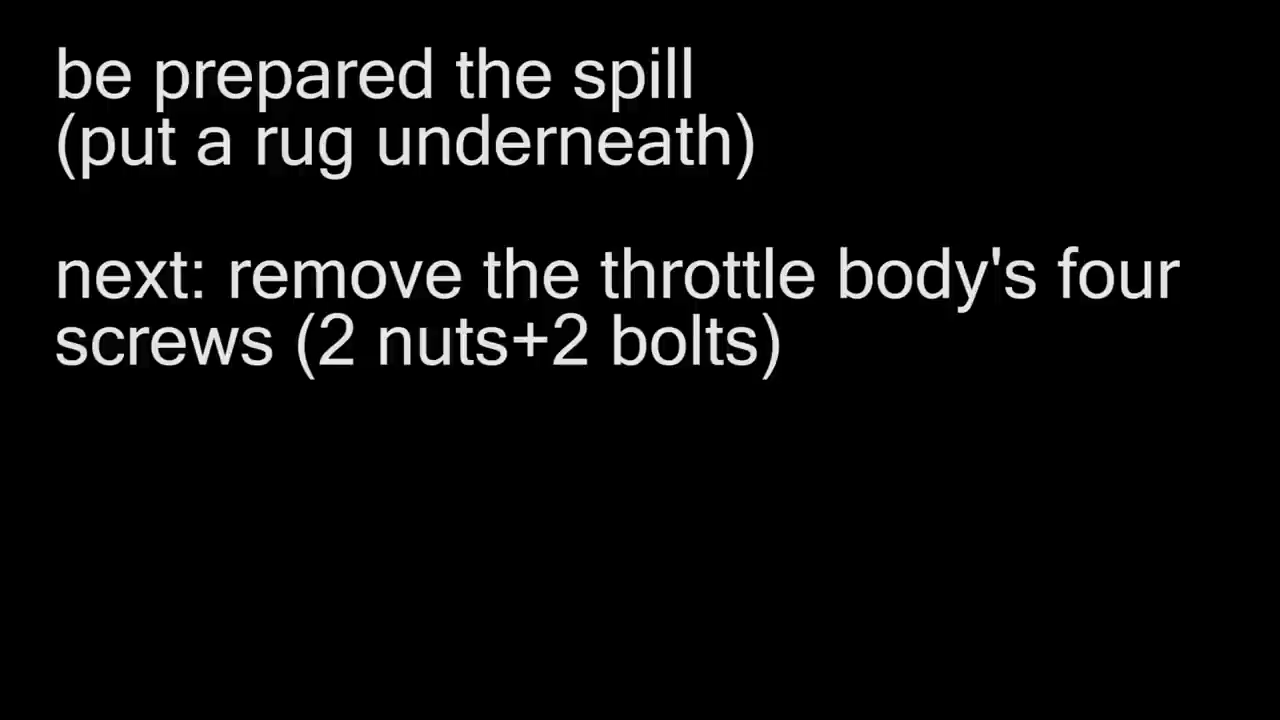 be prepared the spill
(put a rug underneath)
next: remove the throttle body's four
screws (2 nuts+2 bolts)